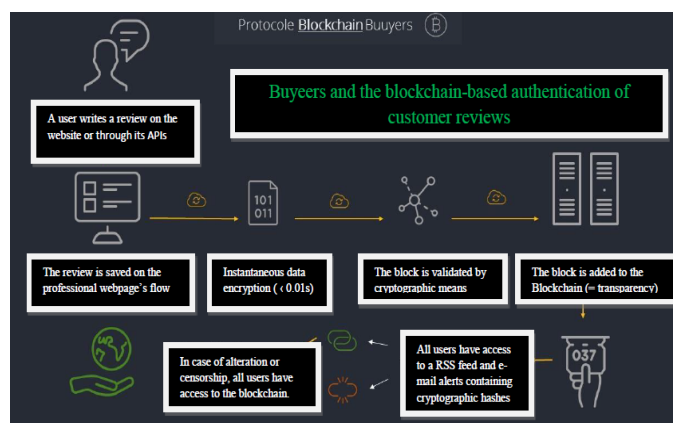 Protocole Blockchain Buuyers
Buyeers and the blockchain-based authentication of
customer reviews
A user writes a review on the
website or through its APIs
101
011
The review is saved on the
professional webpage's flow
Instantaneous data
encryption ( ‹ 0.01s)
The block is validated by
cryptographic means
The block is added to the
Blockchain (= transparency)
In case of alteration or
censorship, all users have
access to the blockchain.
All users have access
to a RSS feed and e-
mail alerts containing
cryptographic hashes
037